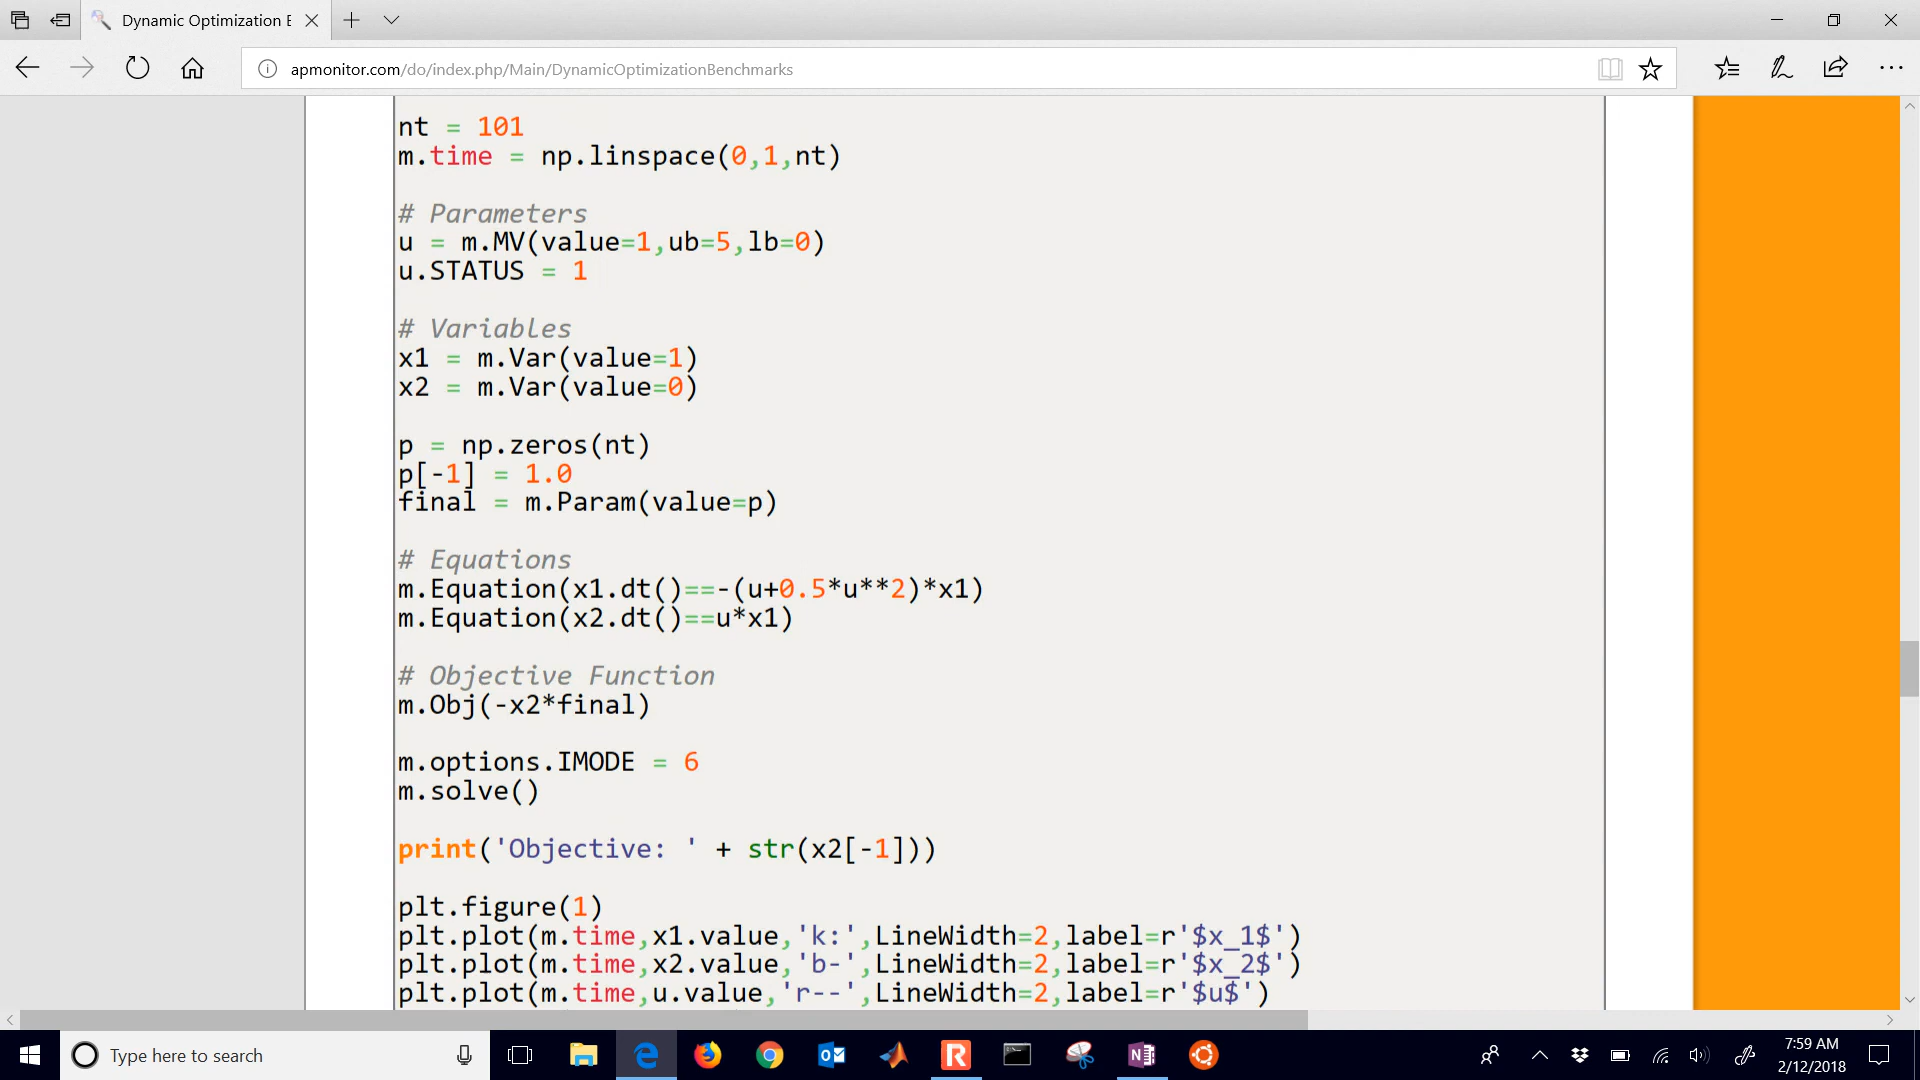 Dynamic Optimization E
apmonitor.com/do/index.php/Main/DynamicOptimizationBenchmarks
nt = 101
m.time = np.linspace(0,1,nt)
# Parameters
u = m.MV(value=1,ub=5,lb=0)
u.STATUS = 1
# Variables
x1 = m.Var(value=1)
x2 = m.Var(value=0)
p = np.zeros(nt)
p[-1] = 1.0
final = m.Param(value=p)
# Equations
m.Equation(x1.dt()==-(u+0.5*u**2)*x1)
m.Equation(x2.dt()==u*x1)
# Objective Function
m.Obj(-x2*final)
m.options.IMODE = 6
m.solve()
print('Objective: ' + str(x2[-1]))
plt.figure(1)
plt.plot(m.time,x1.value,'k:',LineWidth=2,label=r'$x_1$')
plt.plot(m.time,x2.value,'b-',LineWidth=2,label=r'$x_2$')
plt.plot(m.time,u.value,'r--',LineWidth=2,label=r'$u$')
Type here to search
7:59 AM
2/12/2018